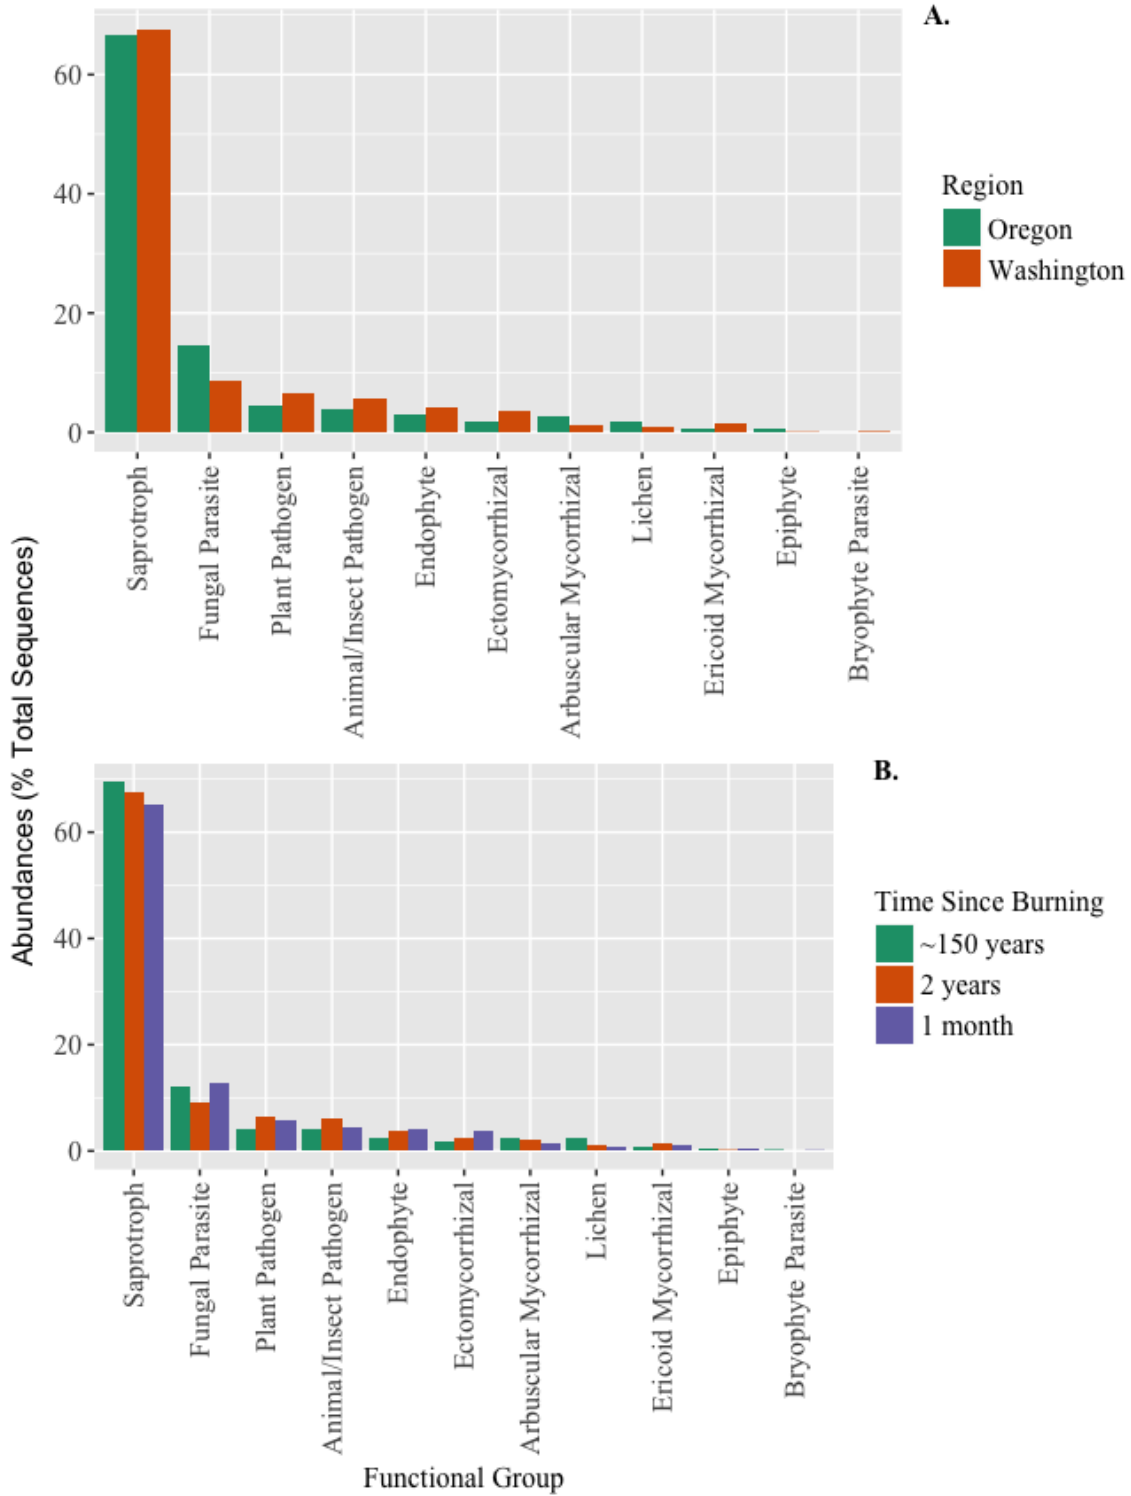 A.
60
40
20
0
Region
Oregon
Washington
Saprotroph
Fungal Parasite
Plant Pathogen
Animal/Insect Pathogen
Endophyte
Ectomycorrhizal
Arbuscular Mycorrhizal
Lichen
Ericoid Mycorrhizal
Epiphyte
Bryophyte Parasite
Abundances (% Total Sequences)
B.
60
40
20
0
Time Since Burning
~150 years
2 years
1 month
Saprotroph
Fungal Parasite
Plant Pathogen
Animal/Insect Pathogen
Endophyte
Ectomycorrhizal
Arbuscular Mycorrhizal
Lichen
Ericoid Mycorrhizal
Epiphyte
Bryophyte Parasite
Functional Group